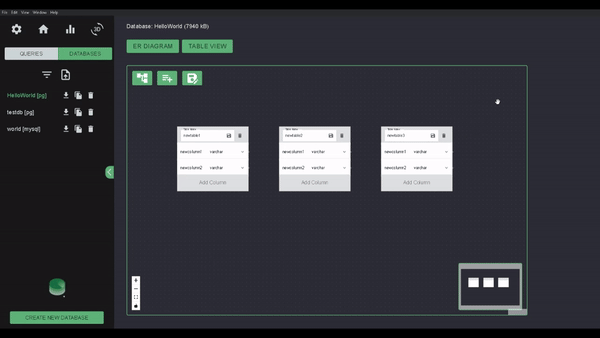 File Edit View Window Help
3D
Database: HelloWorld (7940 kB)
QUERIES DATABASES
ER DIAGRAM TABLE VIEW
HelloWorld [pg]
testdb [pg]
world [mysql]
newtable1 newtable2 newtable3
newcolumn1 varchar newcolumn1 varchar newcolumn1 varchar
newcolumn2 varchar newcolumn2 varchar newcolumn2 varchar
Add Column Add Column Add Column
CREATE NEW DATABASE